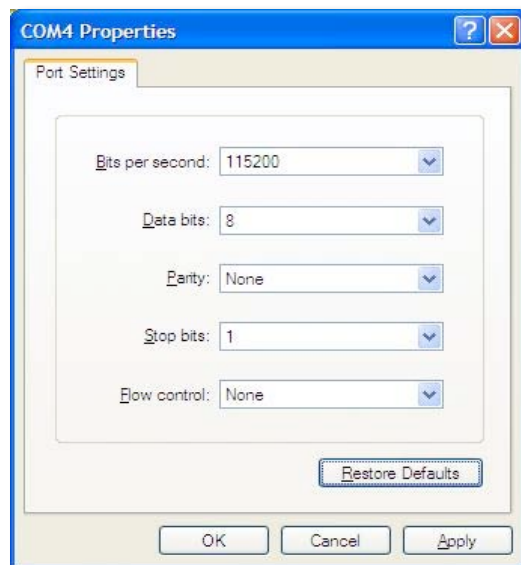 COM4 Properties
Port Settings
Bits per second: 115200
Data bits: 8
Parity: None
Stop bits: 1
Flow control: None
Restore Defaults
OK Cancel Apply